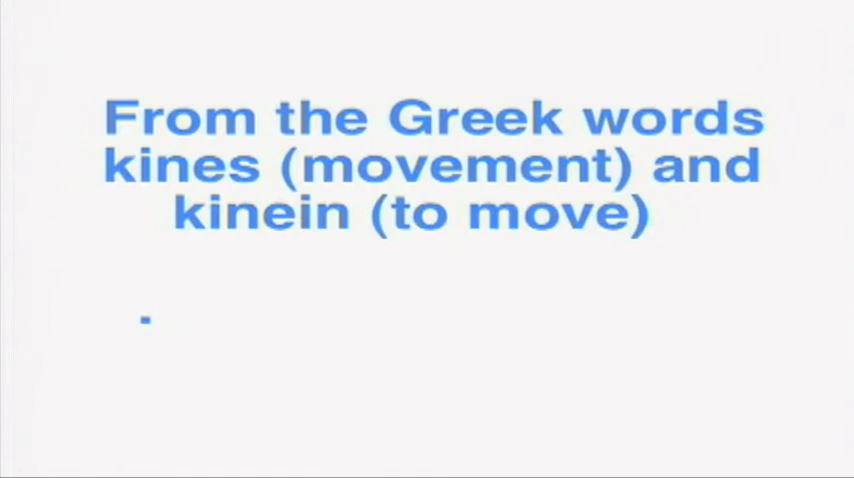 From the Greek words
kines (movement) and
kinein (to move)
-